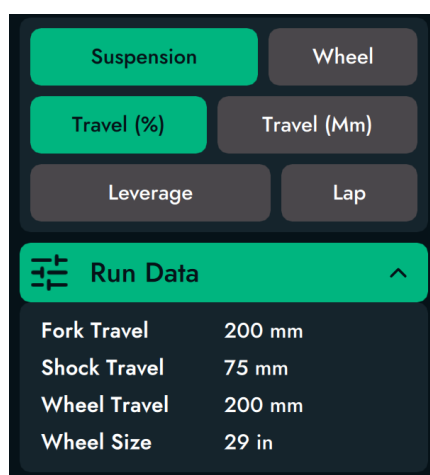 Suspension Wheel
Travel (%) Travel (Mm)
Leverage Lap
Run Data
Fork Travel 200 mm
Shock Travel 75 mm
Wheel Travel 200 mm
Wheel Size 29 in